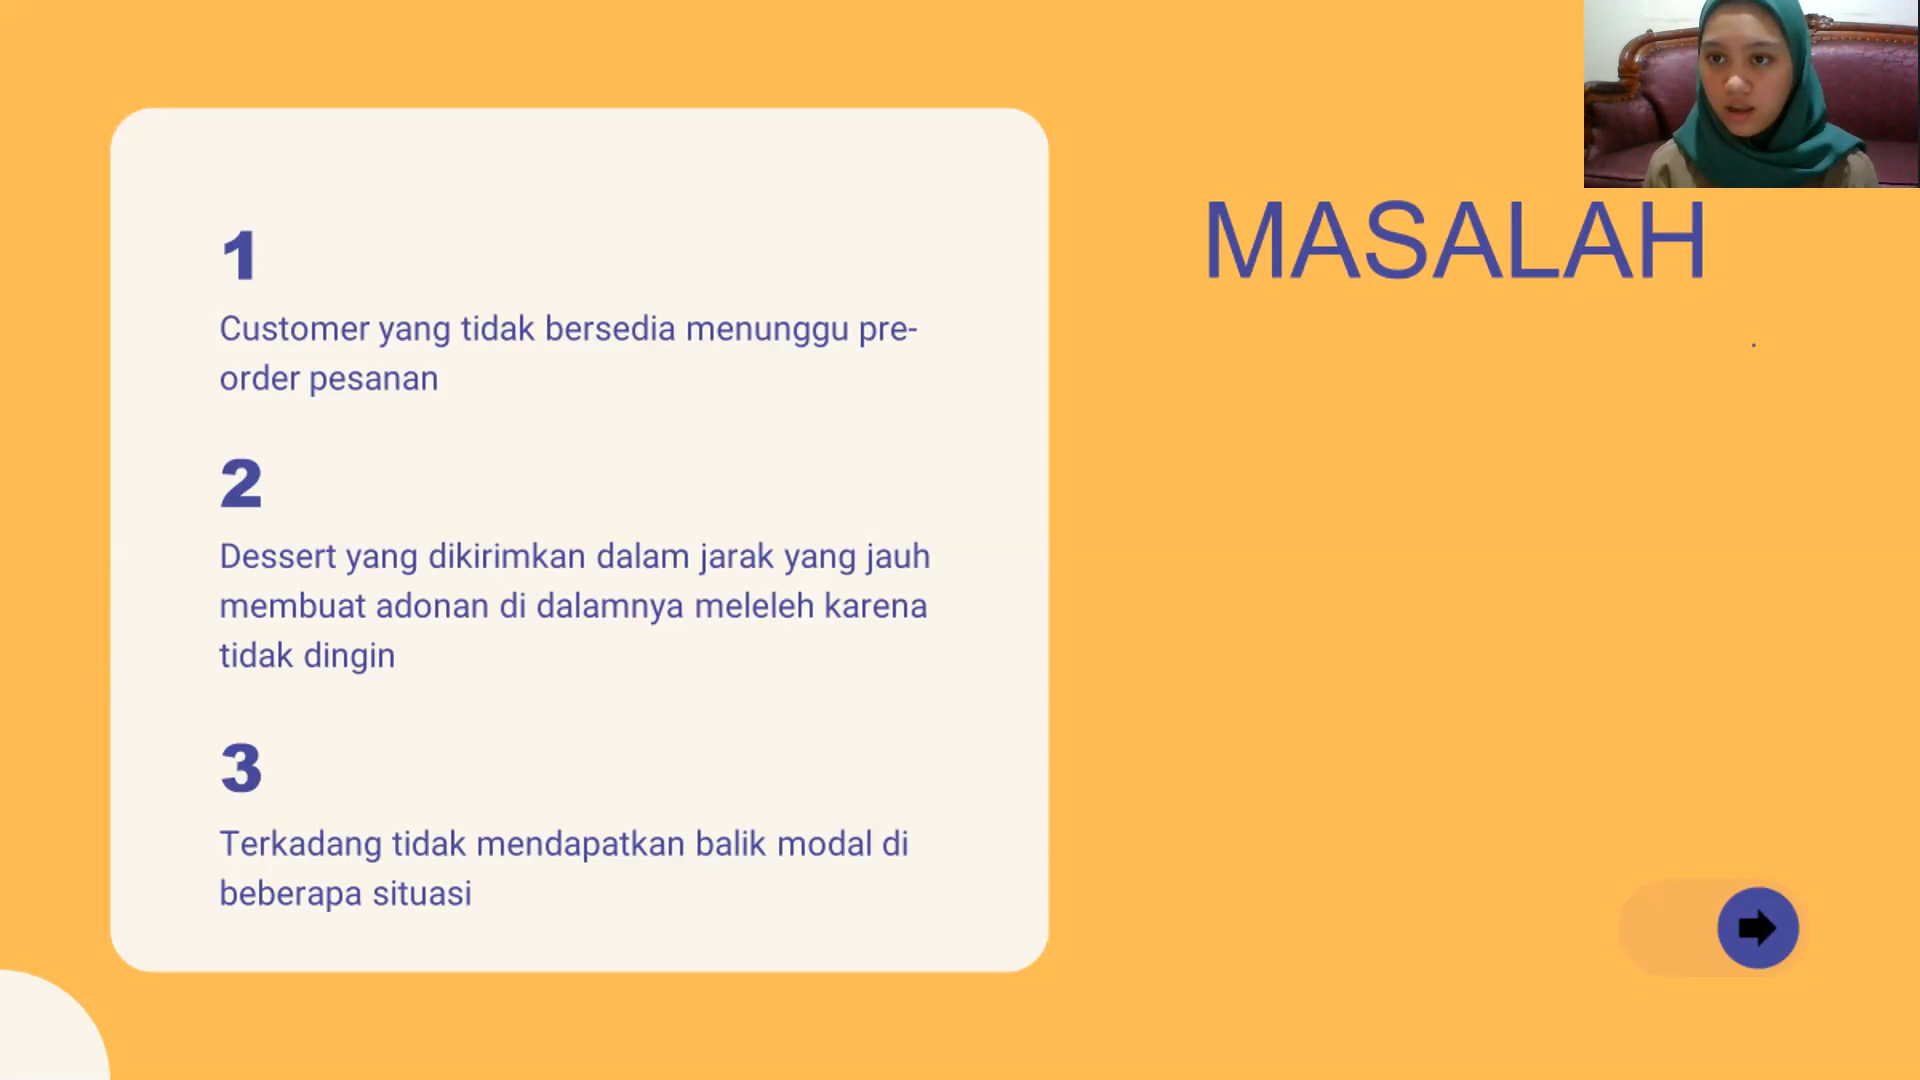 MASALAH
1
Customer yang tidak bersedia menunggu pre-
order pesanan
2
Dessert yang dikirimkan dalam jarak yang jauh
membuat adonan di dalamnya meleleh karena
tidak dingin
3
Terkadang tidak mendapatkan balik modal di
beberapa situasi